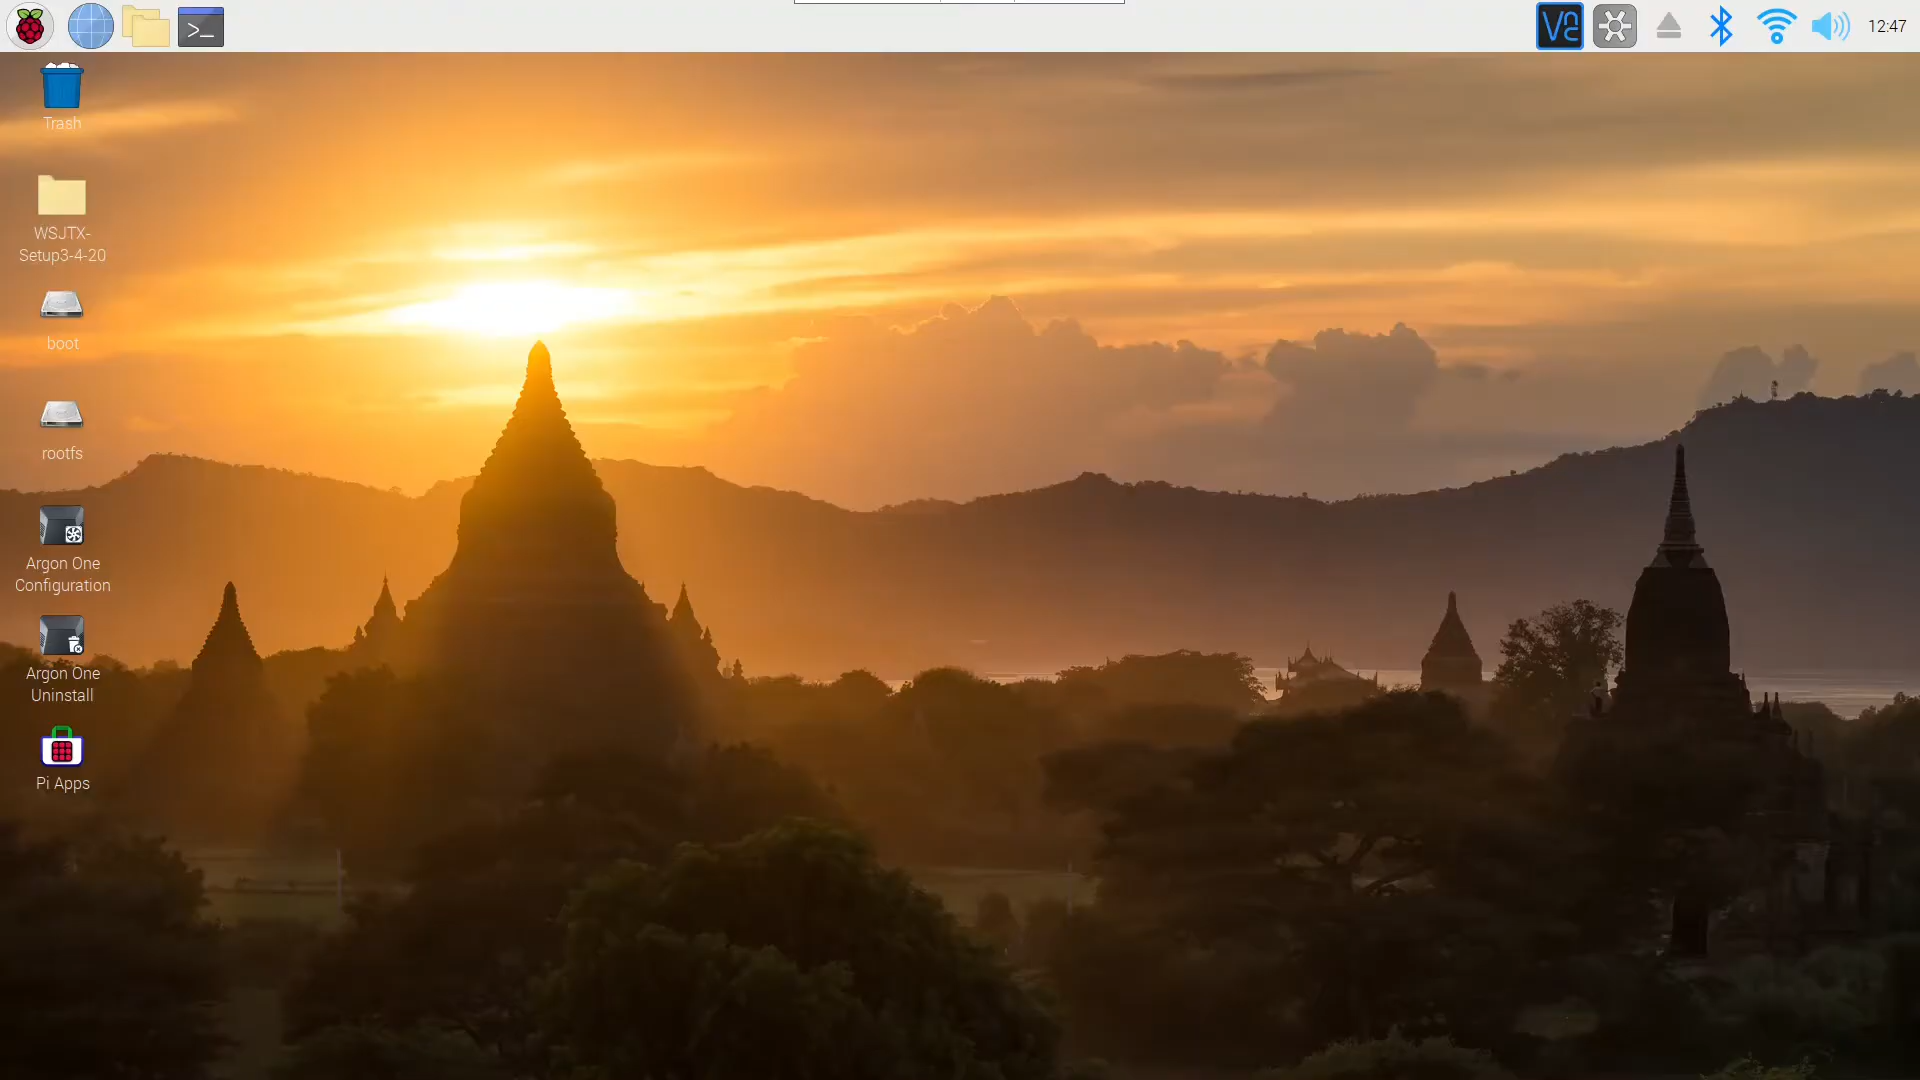 12:47
Trash
WSJTX-
Setup3-4-20
boot
rootfs
Argon One
Configuration
Argon One
Uninstall
Pi Apps